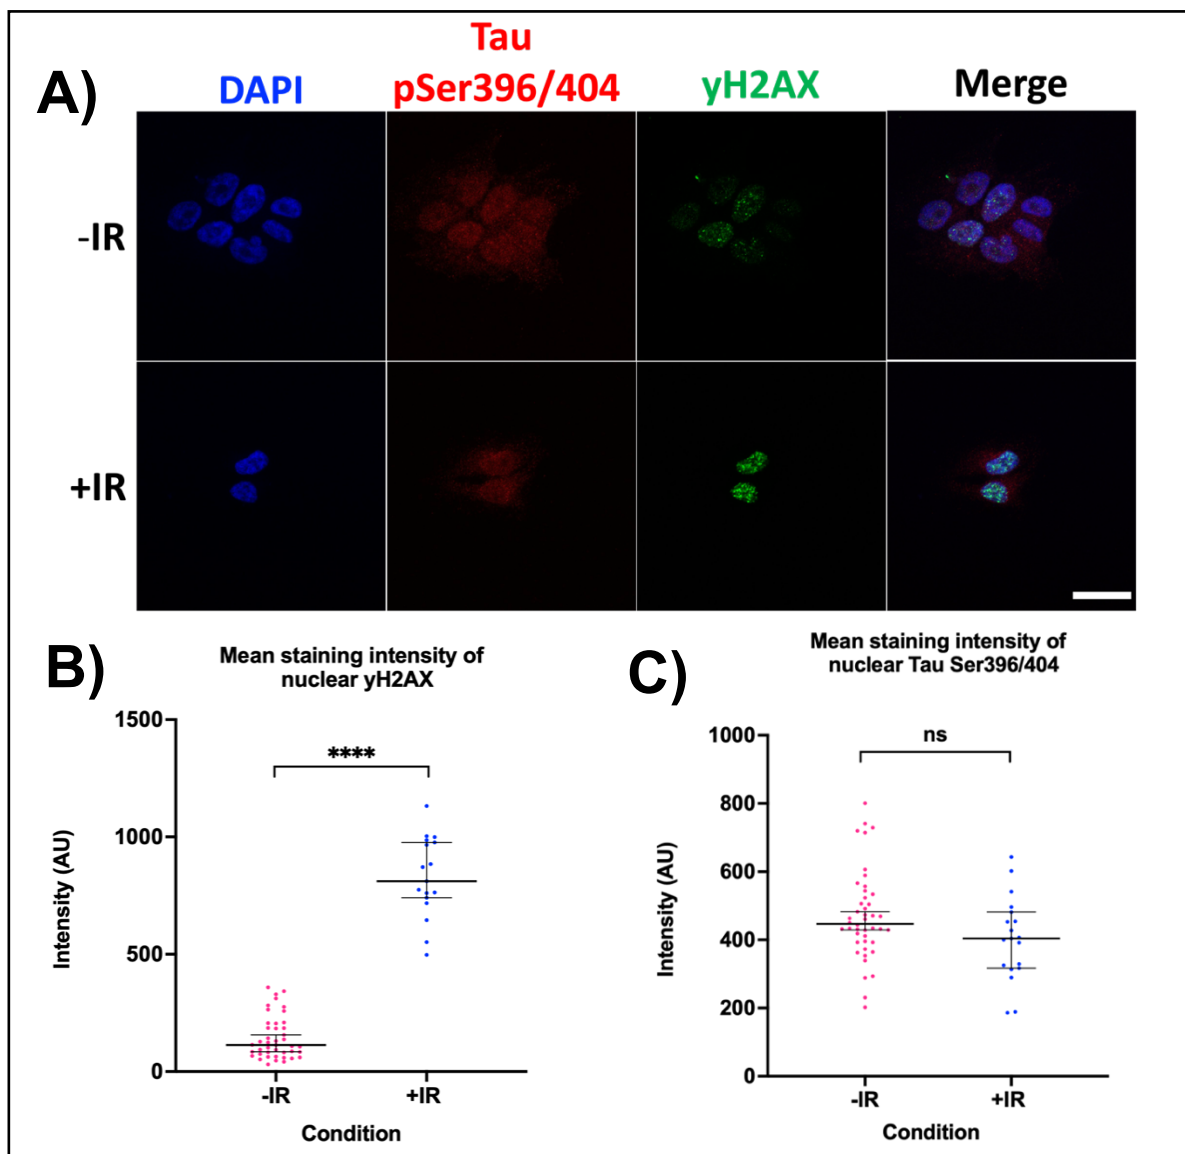 Tau
A) DAPI pSer396/404 yH2AX Merge
-IR
+IR
B) Mean staining intensity of
nuclear yH2AX
1500
1000
500
0
Intensity (AU)
****
-IR +IR
Condition
C) Mean staining intensity of
nuclear Tau Ser396/404
1000
800
600
400
200
0
Intensity (AU)
ns
-IR +IR
Condition